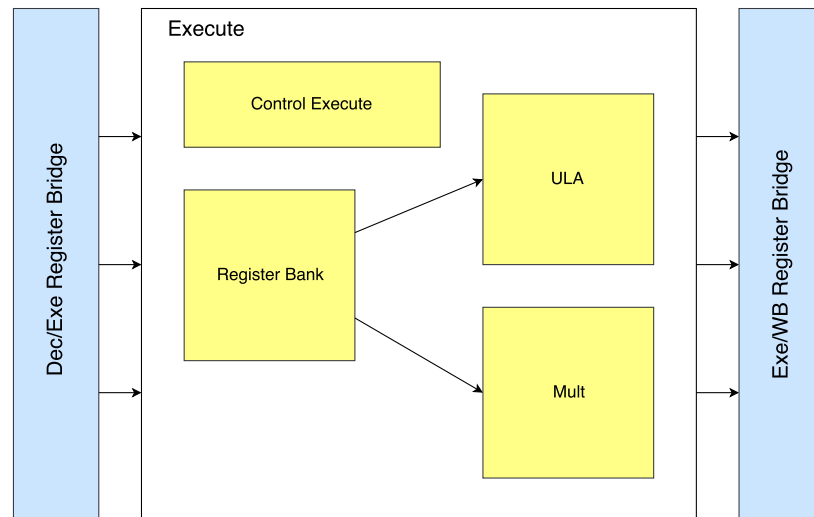 Execute
Control Execute
ULA
Dec/Exe Register Bridge
Register Bank
Exe/WB Register Bridge
Mult